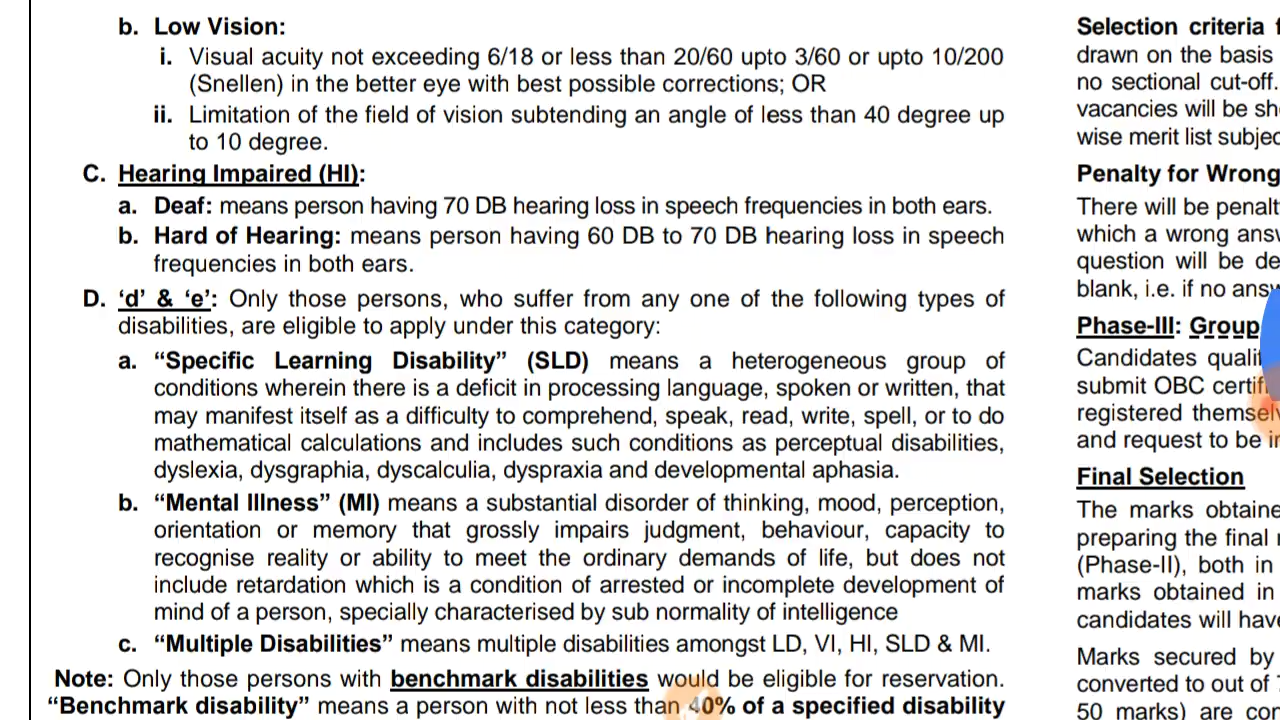 b. Low Vision:
i. Visual acuity not exceeding 6/18 or less than 20/60 upto 3/60 or upto 10/200
(Snellen) in the better eye with best possible corrections; OR
ii. Limitation of the field of vision subtending an angle of less than 40 degree up
to 10 degree.
C. Hearing Impaired (HI):
a. Deaf: means person having 70 DB hearing loss in speech frequencies in both ears.
b. Hard of Hearing: means person having 60 DB to 70 DB hearing loss in speech
frequencies in both ears.
D. ‘d’ & ‘e’: Only those persons, who suffer from any one of the following types of
disabilities, are eligible to apply under this category:
a. “Specific Learning Disability” (SLD) means a heterogeneous group of
conditions wherein there is a deficit in processing language, spoken or written, that
may manifest itself as a difficulty to comprehend, speak, read, write, spell, or to do
mathematical calculations and includes such conditions as perceptual disabilities,
dyslexia, dysgraphia, dyscalculia, dyspraxia and developmental aphasia.
b. “Mental Illness” (MI) means a substantial disorder of thinking, mood, perception,
orientation or memory that grossly impairs judgment, behaviour, capacity to
recognise reality or ability to meet the ordinary demands of life, but does not
include retardation which is a condition of arrested or incomplete development of
mind of a person, specially characterised by sub normality of intelligence
c. “Multiple Disabilities” means multiple disabilities amongst LD, VI, HI, SLD & MI.
Note: Only those persons with benchmark disabilities would be eligible for reservation.
“Benchmark disability” means a person with not less than 40% of a specified disability
Selection criteria
drawn on the basis
no sectional cut-off.
vacancies will be
wise merit list
Penalty for Wrong
There will be
which a wrong
question will be
blank, i.e. if no
Phase-III: Group
Candidates
submit OBC
registered
and request to be
Final Selection
The marks
preparing the final
(Phase-II), both in
marks obtained in
candidates will
Marks secured by
converted to out of
50 marks) are